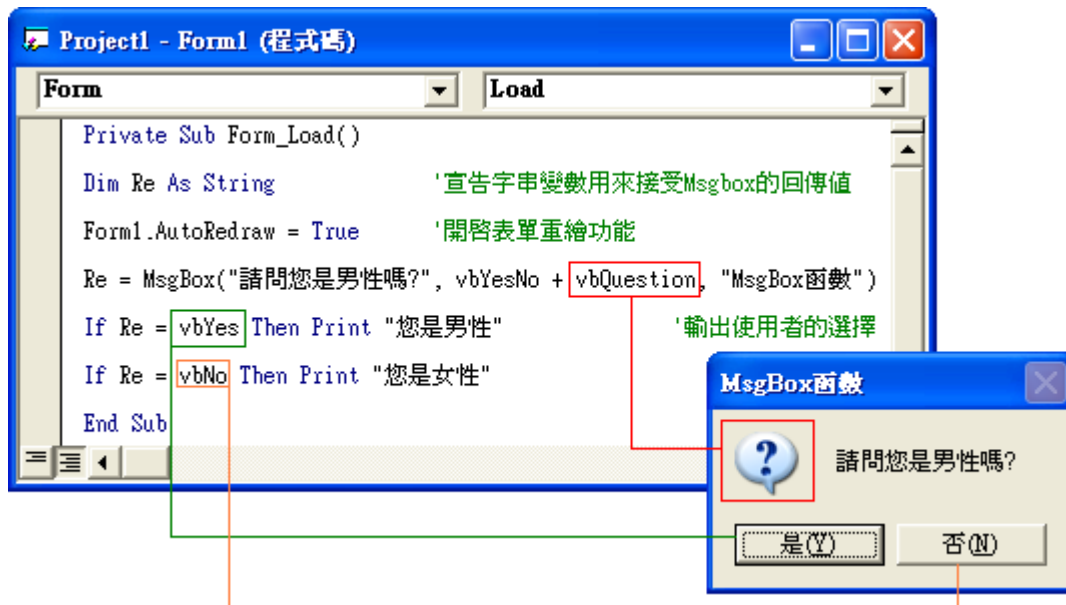 Project1 - Form1 (程式碼)
Form Load
Private Sub Form_Load()
Dim Re As String '宣告字串變數用來接受Msgbox的回傳值
Form1.AutoRedraw = True '開啓表單重繪功能
Re = MsgBox("請問您是男性嗎?", vbYesNo + vbQuestion, "MsgBox函數")
If Re = vbYes Then Print "您是男性" '輸出使用者的選擇
If Re = vbNo Then Print "您是女性"
End Sub
MsgBox函數
請問您是男性嗎?
是(Y) 否(N)